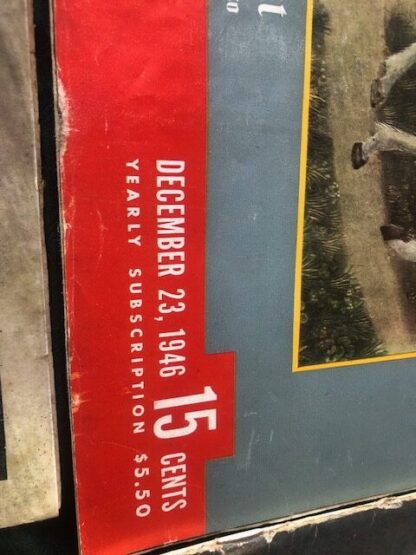 DECEMBER 23, 1946 15 CENTS
YEARLY SUBSCRIPTION $5.50